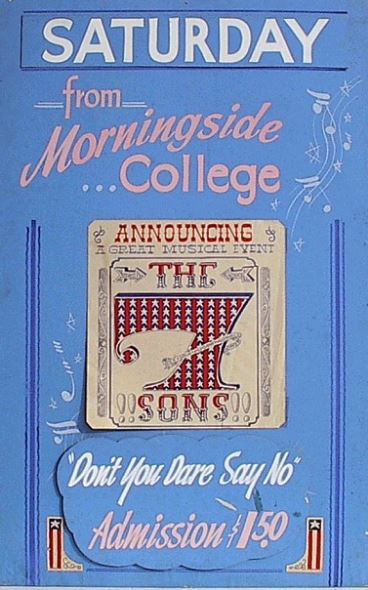 SATURDAY
from
Morningside
...College
ANNOUNCING
A GREAT MUSICAL EVENT
THE
7
SONS
"Don't You Dare Say No"
Admission $1.50